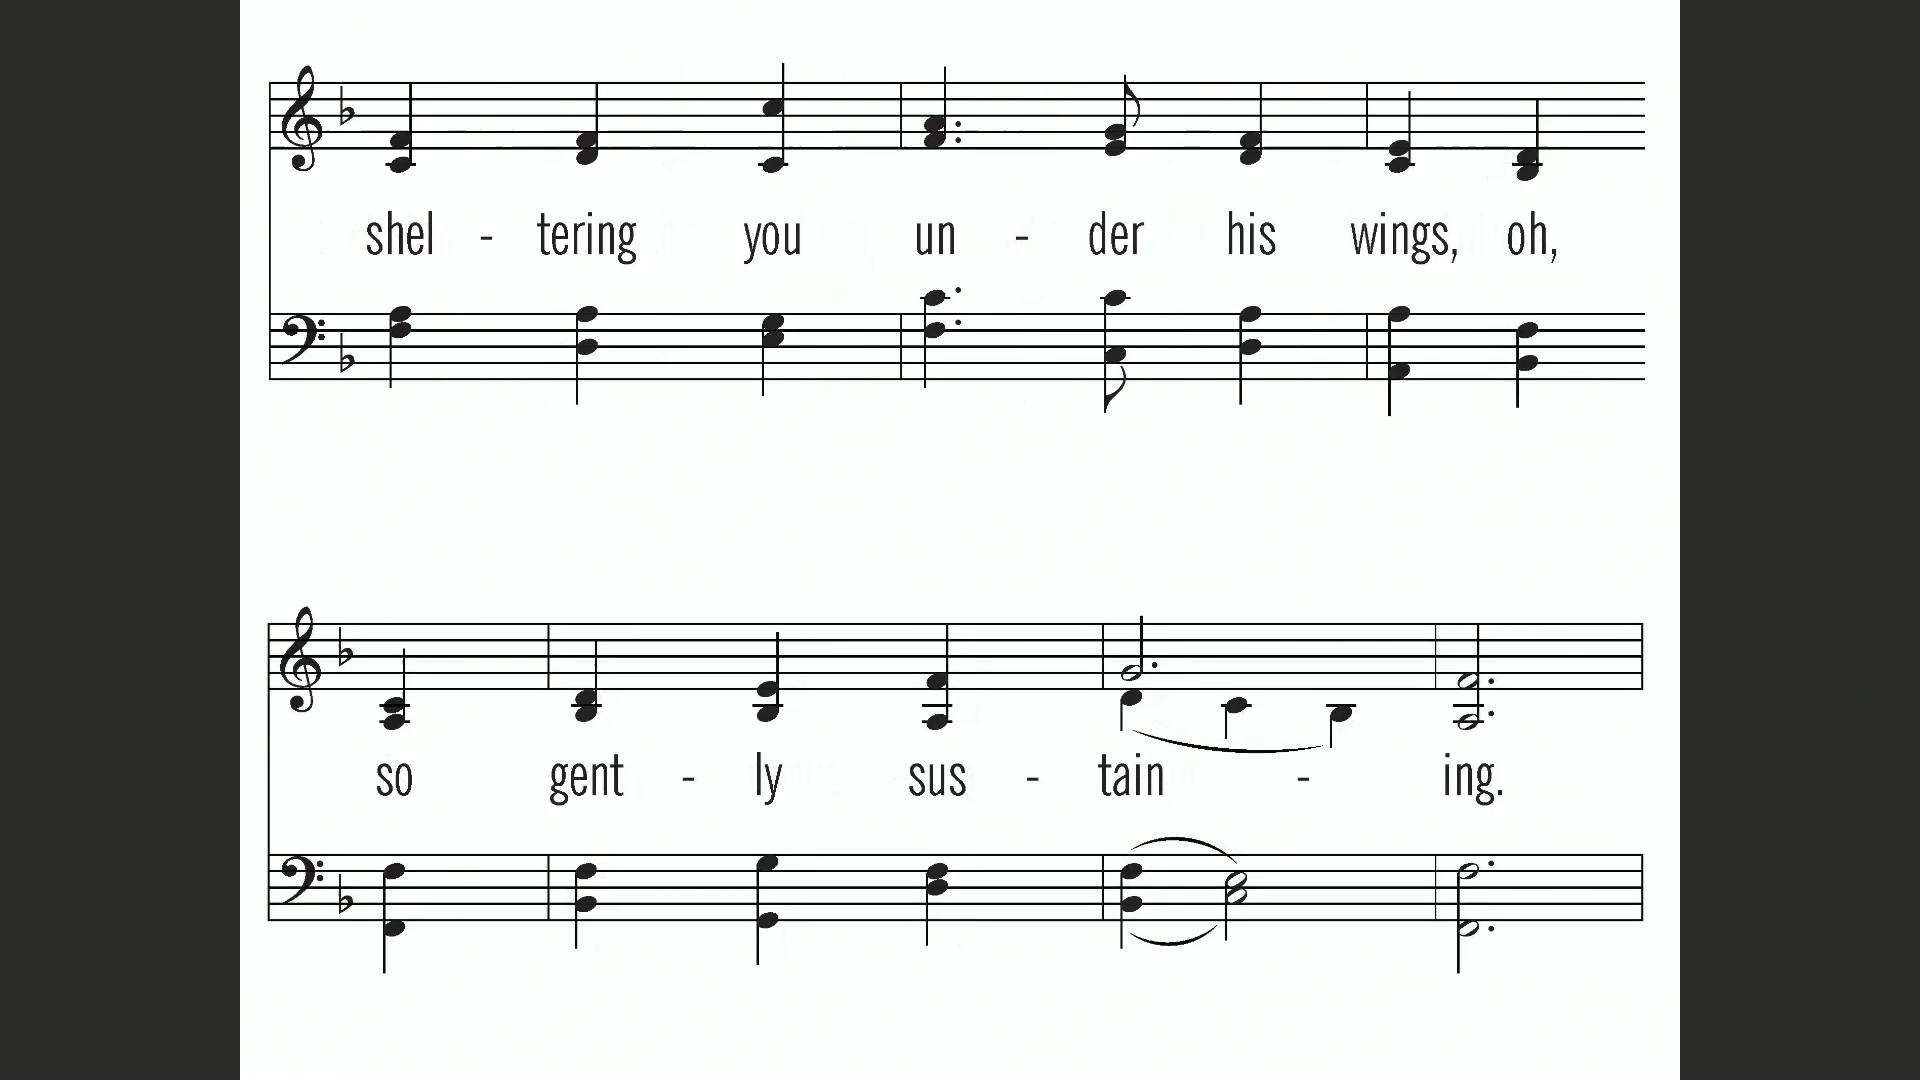 shel - tering you un - der his wings, oh,
so gent - ly sus - tain - ing.